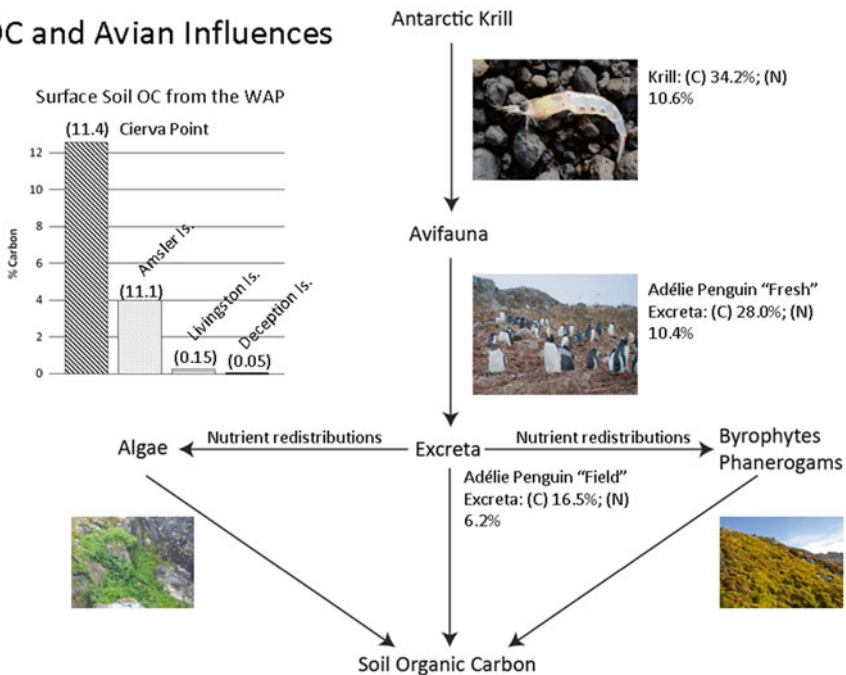 OC and Avian Influences
Surface Soil OC from the WAP
(11.4) Cierva Point
% Carbon
12
10
8
6
4
2
0
Amsler Is.
(11.1)
Livingston Is.
(0.15)
Deception Is.
(0.05)
Antarctic Krill
Krill: (C) 34.2%; (N)
10.6%
Avifauna
Adélie Penguin “Fresh”
Excreta: (C) 28.0%; (N)
10.4%
Algae
Nutrient redistributions
Excreta
Nutrient redistributions
Byrophytes
Phanerogams
Adélie Penguin “Field”
Excreta: (C) 16.5%; (N)
6.2%
Soil Organic Carbon